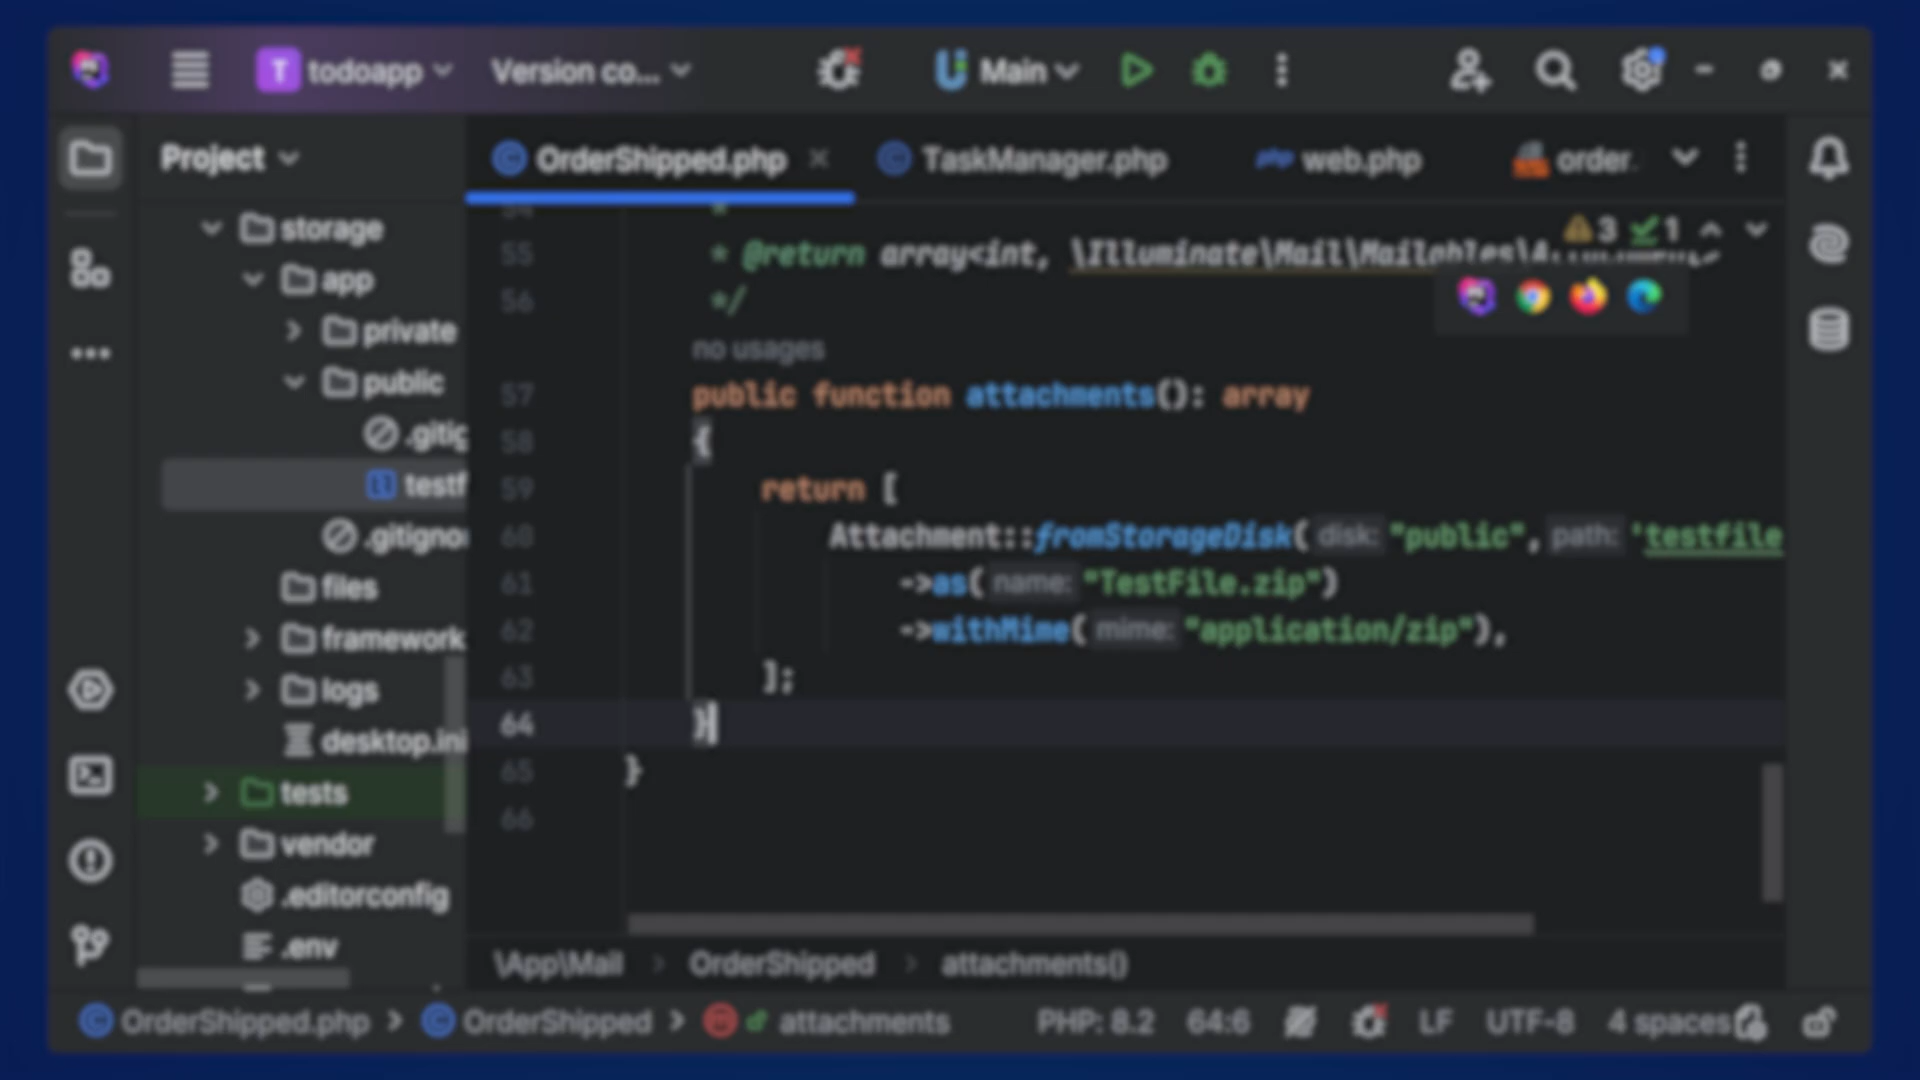 T todoapp Version co... Main
Project
OrderShipped.php TaskManager.php web.php order.
storage
app
private
public
.gitig
testf
.gitigno
files
framework
logs
desktop.ini
tests
vendor
.editorconfig
.env
3 1
55 * @return array<int, \Illuminate\Mail\Mailables\
56 */
no usages
57 public function attachments(): array
58 {
59 return [
60 Attachment::fromStorageDisk( disk: "public", path: 'testfile
61 ->as( name: "TestFile.zip")
62 ->withMime( mime: "application/zip"),
63 ];
64 }
65 }
66
\App\Mail > OrderShipped > attachments()
OrderShipped.php > OrderShipped > attachments PHP: 8.2 64:6 LF UTF-8 4 spaces